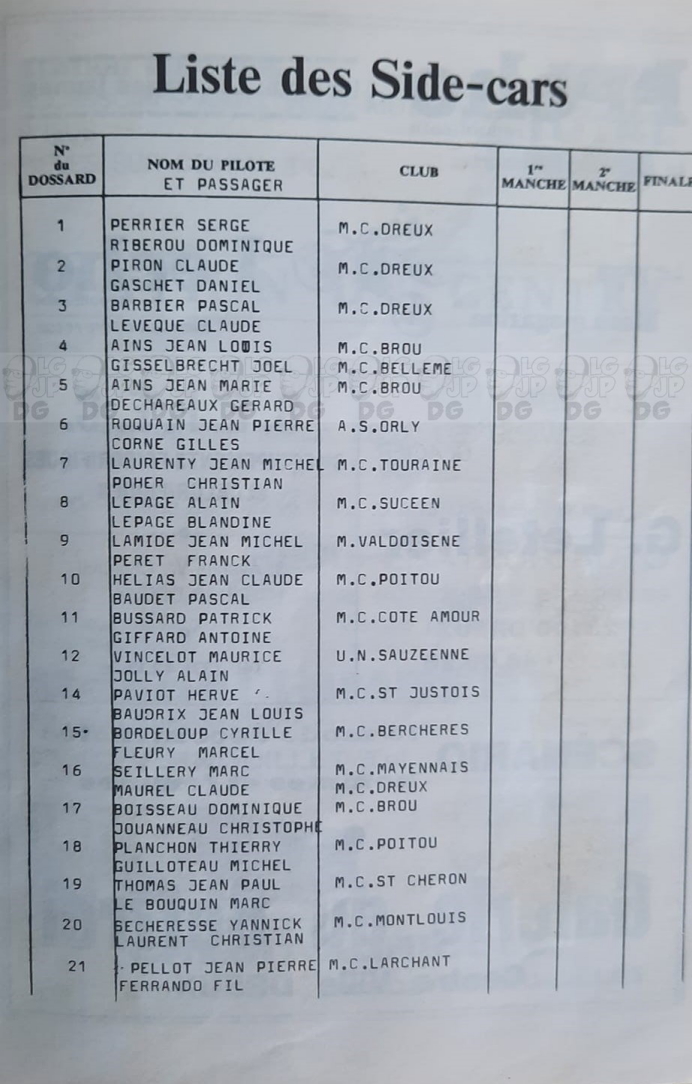 Liste des Side-cars
N° du DOSSARD NOM DU PILOTE ET PASSAGER CLUB 1re MANCHE 2e MANCHE FINALE
1 PERRIER SERGE M.C.DREUX
RIBEROU DOMINIQUE
2 PIRON CLAUDE M.C.DREUX
GASCHET DANIEL
3 BARBIER PASCAL M.C.DREUX
LEVEQUE CLAUDE
4 AINS JEAN LOUIS M.C.BROU
GISSELBRECHT JOEL M.C.BELLEME
5 AINS JEAN MARIE M.C.BROU
DECHAREAUX GERARD
6 ROQUAIN JEAN PIERRE A.S.ORLY
CORNE GILLES
7 LAURENTY JEAN MICHEL M.C.TOURAINE
POHER CHRISTIAN
8 LEPAGE ALAIN M.C.SUCEEN
LEPAGE BLANDINE
9 LAMIDE JEAN MICHEL M.VALDOISENE
PERET FRANCK
10 HELIAS JEAN CLAUDE M.C.POITOU
BAUDET PASCAL
11 BUSSARD PATRICK M.C.COTE AMOUR
GIFFARD ANTOINE
12 VINCELOT MAURICE U.N.SAUZEENNE
JOLLY ALAIN
14 PAVIOT HERVE M.C.ST JUSTOIS
BAUDRIX JEAN LOUIS
15 BORDELOUP CYRILLE M.C.BERCHERES
FLEURY MARCEL
16 SEILLERY MARC M.C.MAYENNAIS
MAUREL CLAUDE M.C.DREUX
17 BOISSEAU DOMINIQUE M.C.BROU
JOUANNEAU CHRISTOPHE
18 PLANCHON THIERRY M.C.POITOU
GUILLOTEAU MICHEL
19 THOMAS JEAN PAUL M.C.ST CHERON
LE BOUQUIN MARC
20 SECHERESSE YANNICK M.C.MONTLOUIS
LAURENT CHRISTIAN
21 PELLOT JEAN PIERRE M.C.LARCHANT
FERRANDO FIL